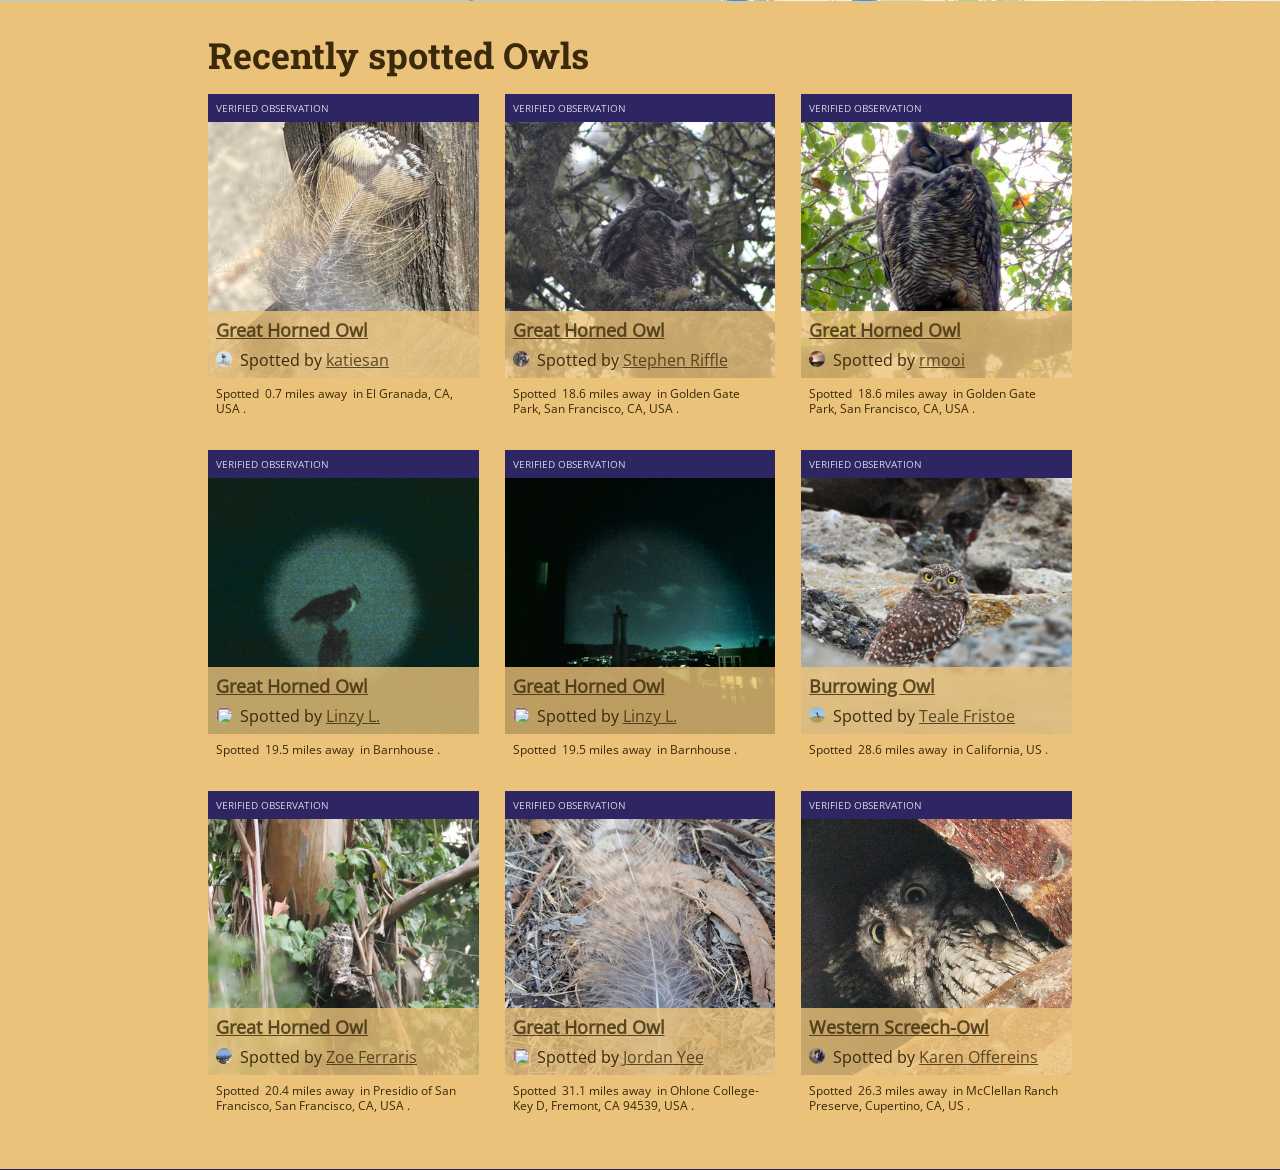 Recently spotted Owls
VERIFIED OBSERVATION
Great Horned Owl
Spotted by katiesan
Spotted 0.7 miles away in El Granada, CA,
USA .
VERIFIED OBSERVATION
Great Horned Owl
Spotted by Stephen Riffle
Spotted 18.6 miles away in Golden Gate
Park, San Francisco, CA, USA .
VERIFIED OBSERVATION
Great Horned Owl
Spotted by rmooi
Spotted 18.6 miles away in Golden Gate
Park, San Francisco, CA, USA .
VERIFIED OBSERVATION
Great Horned Owl
Spotted by Linzy L.
Spotted 19.5 miles away in Barnhouse .
VERIFIED OBSERVATION
Great Horned Owl
Spotted by Linzy L.
Spotted 19.5 miles away in Barnhouse .
VERIFIED OBSERVATION
Burrowing Owl
Spotted by Teale Fristoe
Spotted 28.6 miles away in California, US .
VERIFIED OBSERVATION
Great Horned Owl
Spotted by Zoe Ferraris
Spotted 20.4 miles away in Presidio of San
Francisco, San Francisco, CA, USA .
VERIFIED OBSERVATION
Great Horned Owl
Spotted by Jordan Yee
Spotted 31.1 miles away in Ohlone College-
Key D, Fremont, CA 94539, USA .
VERIFIED OBSERVATION
Western Screech-Owl
Spotted by Karen Offereins
Spotted 26.3 miles away in McClellan Ranch
Preserve, Cupertino, CA, US .